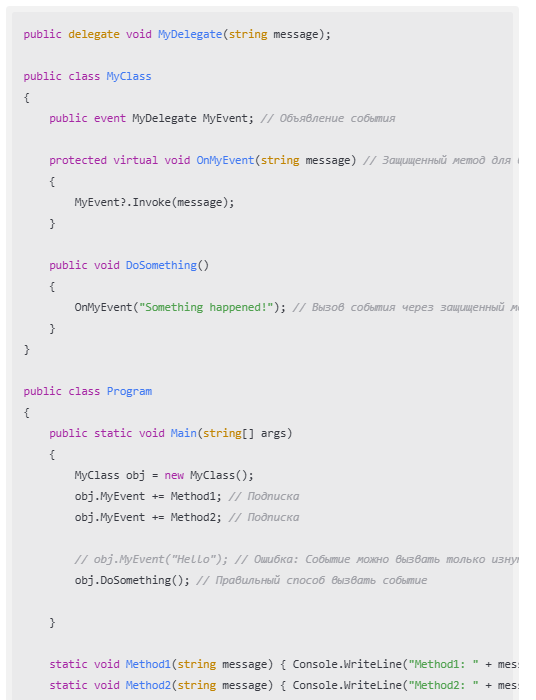 public delegate void MyDelegate(string message);
public class MyClass
{
public event MyDelegate MyEvent; // Объявление события
protected virtual void OnMyEvent(string message) // Защищенный метод для
{
MyEvent?.Invoke(message);
}
public void DoSomething()
{
OnMyEvent("Something happened!"); // Вызов события через защищенный
}
}
public class Program
{
public static void Main(string[] args)
{
MyClass obj = new MyClass();
obj.MyEvent += Method1; // Подписка
obj.MyEvent += Method2; // Подписка
// obj.MyEvent("Hello"); // Ошибка: Событие можно вызвать только
obj.DoSomething(); // Правильный способ вызвать событие
}
static void Method1(string message) { Console.WriteLine("Method1: " +
static void Method2(string message) { Console.WriteLine("Method2: " +